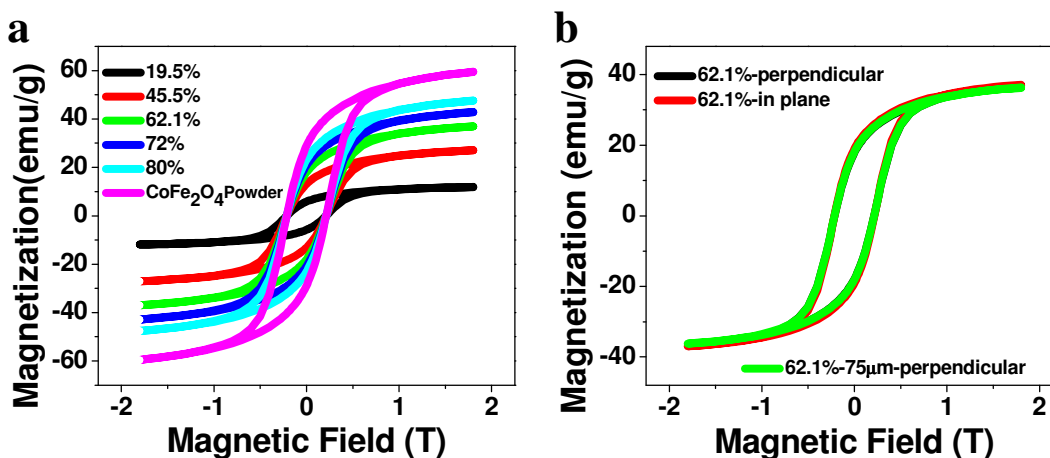 a
Magnetization(emu/g)
60
40
20
0
-20
-40
-60
19.5%
45.5%
62.1%
72%
80%
CoFe₂O₄Powder
-2 -1 0 1 2
Magnetic Field (T)
b
Magnetization (emu/g)
40
20
0
-20
-40
62.1%-perpendicular
62.1%-in plane
62.1%-75μm-perpendicular
-2 -1 0 1 2
Magnetic Field (T)